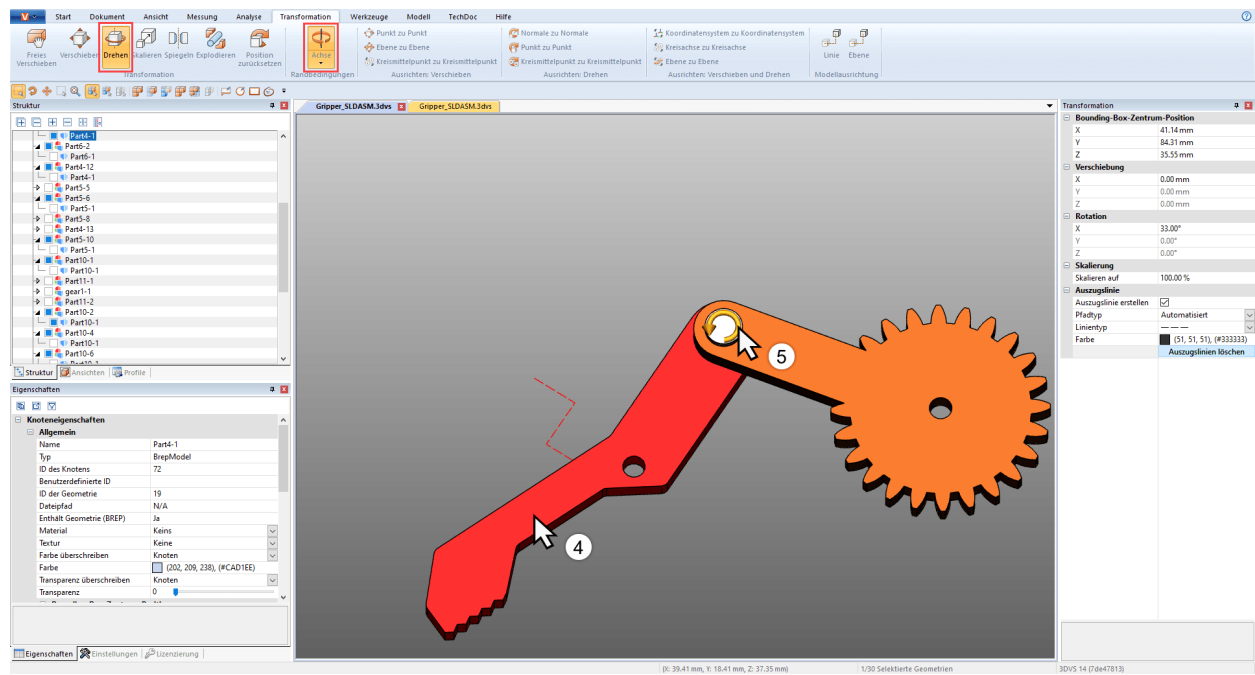 Start Dokument Ansicht Messung Analyse Transformation Werkzeuge Modell TechDoc Hilfe
Freies Verschieben
Verschieben
Drehen
Skalieren
Spiegeln
Explodieren
Position zurücksetzen
Transformation
Achse
Randbedingungen
Punkt zu Punkt
Ebene zu Ebene
Kreismittelpunkt zu Kreismittelpunkt
Ausrichten: Verschieben
Normale zu Normale
Punkt zu Punkt
Kreismittelpunkt zu Kreismittelpunkt
Ausrichten: Drehen
Koordinatensystem zu Koordinatensystem
Kreisachse zu Kreisachse
Ebene zu Ebene
Ausrichten: Verschieben und Drehen
Linie Ebene
Modellausrichtung
Struktur
Part4-1
Part6-2
Part6-1
Part4-12
Part4-1
Part5-5
Part5-6
Part5-1
Part5-8
Part4-13
Part5-10
Part5-1
Part10-1
Part10-1
Part11-1
gear1-1
Part11-2
Part10-2
Part10-1
Part10-4
Part10-1
Part10-6
Struktur Ansichten Profile
Eigenschaften
Knoteneigenschaften
Allgemein
Name Part4-1
Typ BrepModel
ID des Knotens 72
Benutzerdefinierte ID
ID der Geometrie 19
Dateipfad N/A
Enthält Geometrie (BREP) Ja
Material Keins
Textur Keine
Farbe überschreiben Knoten
Farbe (202, 209, 238), (#CAD1EE)
Transparenz überschreiben Knoten
Transparenz 0
Eigenschaften Einstellungen Lizenzierung
Gripper_SLDASM.3dvs Gripper_SLDASM.3dvs
5
4
Transformation
Bounding-Box-Zentrum-Position
X 41.14 mm
Y 84.31 mm
Z 35.55 mm
Verschiebung
X 0.00 mm
Y 0.00 mm
Z 0.00 mm
Rotation
X 33.00°
Y 0.00°
Z 0.00°
Skalierung
Skalieren auf 100.00 %
Auszugslinie
Auszugslinie erstellen
Pfadtyp Automatisiert
Linientyp
Farbe (51, 51, 51), (#333333)
Auszugslinien löschen
(X: 39.41 mm, Y: 18.41 mm, Z: 37.35 mm) 1/30 Selektierte Geometrien 3DVS 14 (7de47813)